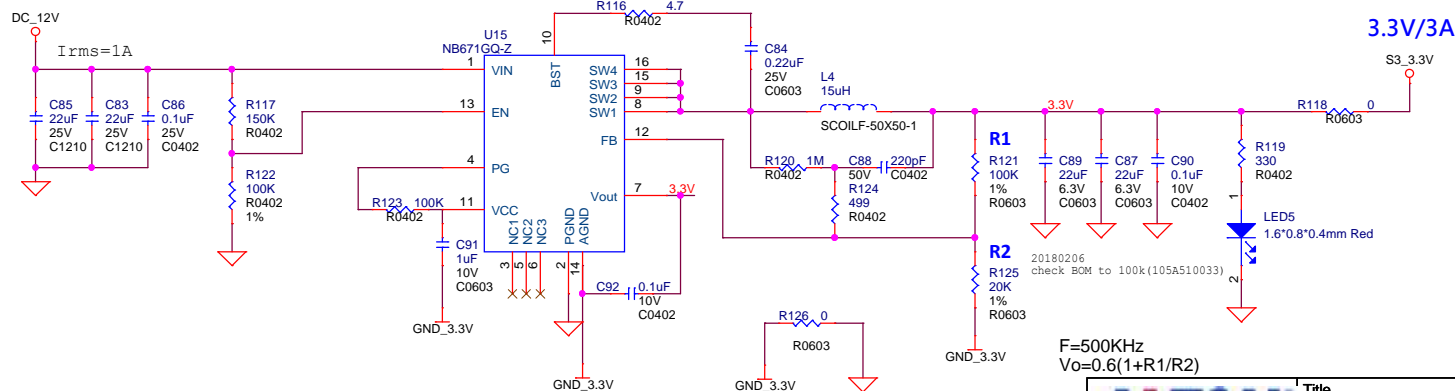 DC_12V
Irms=1A
C85
22uF
25V
C1210
C83
22uF
25V
C1210
C86
0.1uF
25V
C0402
R117
150K
R0402
R122
100K
R0402
1%
R123 100K
R0402
U15
NB671GQ-Z
1 VIN
13 EN
4 PG
11 VCC
10 BST
SW4 16
SW3 15
SW2 9
SW1 8
FB 12
Vout 7
NC1 3
NC2 5
NC3 6
PGND 2
AGND 14
C91
1uF
10V
C0603
GND_3.3V
R116 4.7
R0402
C84
0.22uF
25V
C0603
L4
15uH
SCOILF-50X50-1
R120 1M
R0402
C88 220pF
50V C0402
R124
499
R0402
3.3V
C92 0.1uF
10V
C0402
GND_3.3V
R126 0
R0603
GND_3.3V
3.3V
R1
R121
100K
1%
R0603
R2
R125
20K
1%
R0603
GND_3.3V
20180206
check BOM to 100k(105A510033)
C89
22uF
6.3V
C0603
C87
22uF
6.3V
C0603
C90
0.1uF
10V
C0402
R119
330
R0402
1
LED5
1.6*0.8*0.4mm Red
2
R118 0
R0603
3.3V/3A
S3_3.3V
F=500KHz
Vo=0.6(1+R1/R2)
Title